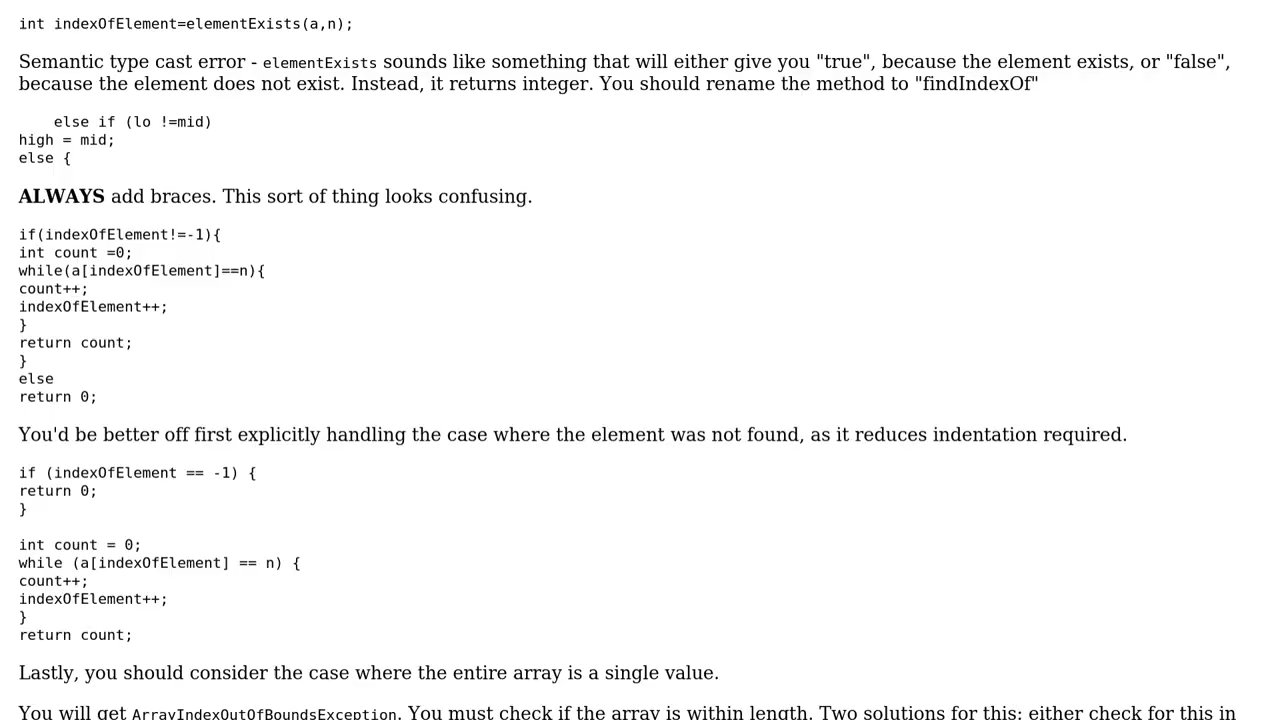 int indexOfElement=elementExists(a,n);
Semantic type cast error - elementExists sounds like something that will either give you "true", because the element exists, or "false",
because the element does not exist. Instead, it returns integer. You should rename the method to "findIndexOf"
else if (lo !=mid)
high = mid;
else {
ALWAYS add braces. This sort of thing looks confusing.
if(indexOfElement!=-1){
int count =0;
while(a[indexOfElement]==n){
count++;
indexOfElement++;
}
return count;
}
else
return 0;
You'd be better off first explicitly handling the case where the element was not found, as it reduces indentation required.
if (indexOfElement == -1) {
return 0;
}
int count = 0;
while (a[indexOfElement] == n) {
count++;
indexOfElement++;
}
return count;
Lastly, you should consider the case where the entire array is a single value.
You will get ArrayIndexOutOfBoundsException. You must check if the array is within length. Two solutions for this: either check for this in